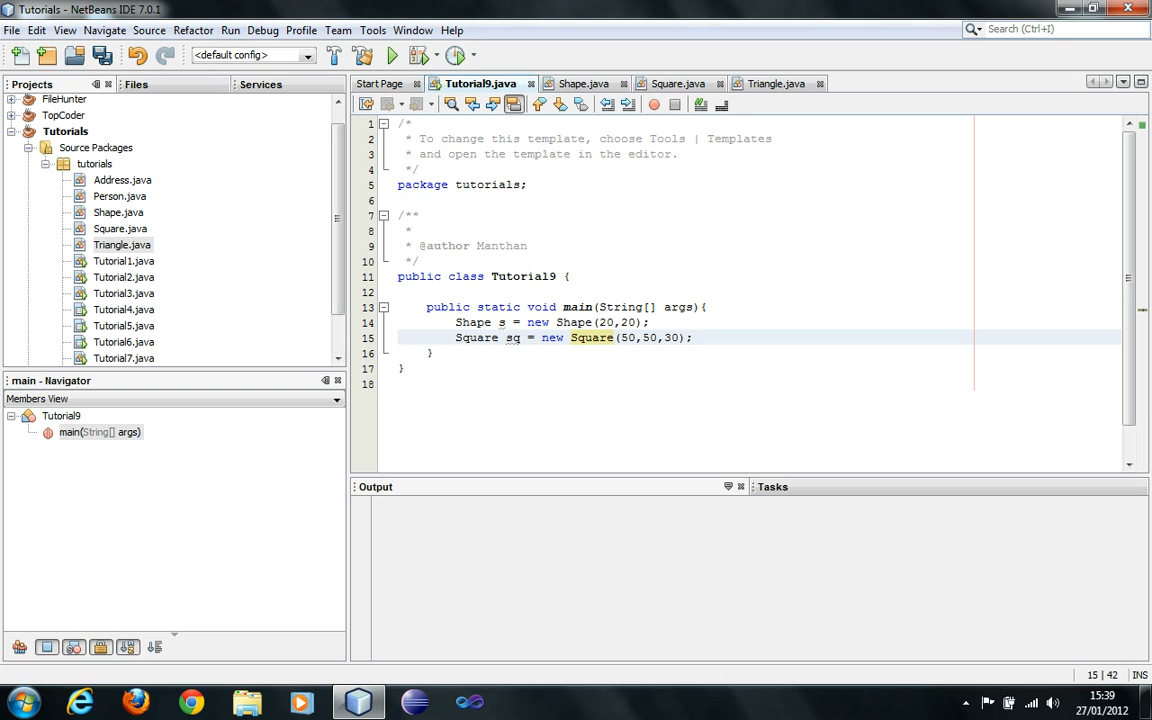 Tutorials - NetBeans IDE 7.0.1
File Edit View Navigate Source Refactor Run Debug Profile Team Tools Window Help
Search (Ctrl+I)
<default config>
Projects
Files
Services
FileHunter
TopCoder
Tutorials
Source Packages
tutorials
Address.java
Person.java
Shape.java
Square.java
Triangle.java
Tutorial1.java
Tutorial2.java
Tutorial3.java
Tutorial4.java
Tutorial5.java
Tutorial6.java
Tutorial7.java
main - Navigator
Members View
Tutorial9
main(String[] args)
Start Page
Tutorial9.java
Shape.java
Square.java
Triangle.java
1 /*
2 * To change this template, choose Tools | Templates
3 * and open the template in the editor.
4 */
5 package tutorials;
6
7 /**
8 *
9 * @author Manthan
10 */
11 public class Tutorial9 {
12
13 public static void main(String[] args){
14 Shape s = new Shape(20,20);
15 Square sq = new Square(50,50,30);
16 }
17 }
18
Output
Tasks
15 | 42 INS
15:39
27/01/2012